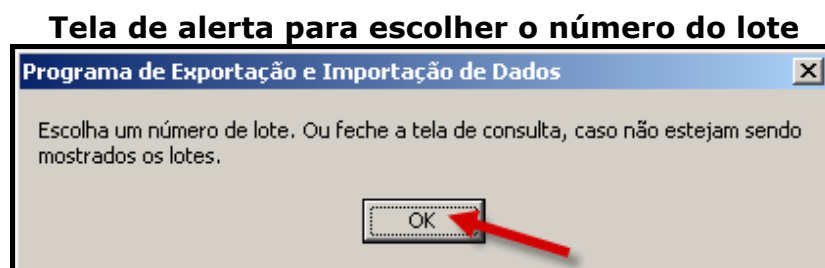 Tela de alerta para escolher o número do lote
Programa de Exportação e Importação de Dados
Escolha um número de lote. Ou feche a tela de consulta, caso não estejam sendo
mostrados os lotes.
OK